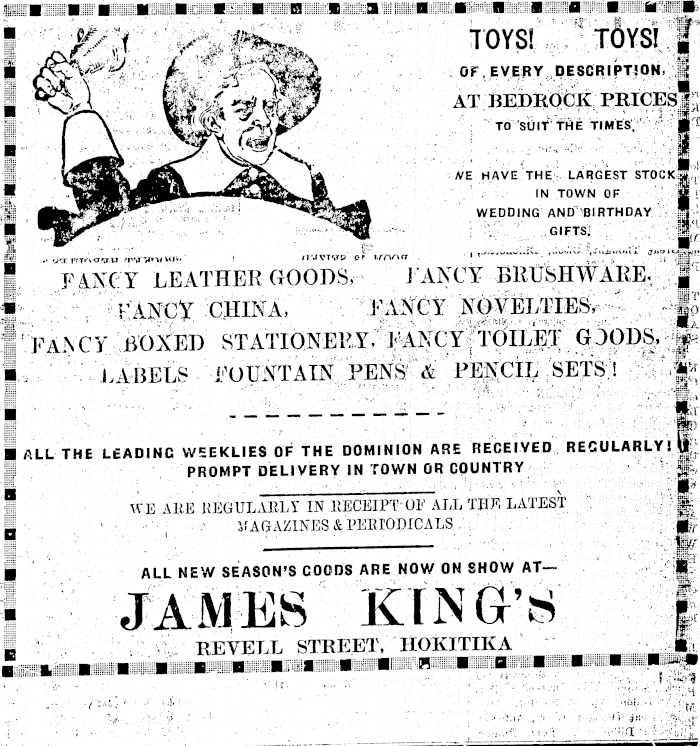 TOYS! TOYS!
OF EVERY DESCRIPTION,
AT BEDROCK PRICES
TO SUIT THE TIMES,
WE HAVE THE LARGEST STOCK
IN TOWN OF
WEDDING AND BIRTHDAY
GIFTS.
FANCY LEATHER GOODS, FANCY BRUSHWARE,
FANCY CHINA, FANCY NOVELTIES,
FANCY BOXED STATIONERY, FANCY TOILET GOODS,
LABELS FOUNTAIN PENS & PENCIL SETS!
ALL THE LEADING WEEKLIES OF THE DOMINION ARE RECEIVED REGULARLY!
PROMPT DELIVERY IN TOWN OR COUNTRY
WE ARE REGULARLY IN RECEIPT OF ALL THE LATEST
MAGAZINES & PERIODICALS
ALL NEW SEASON'S GOODS ARE NOW ON SHOW AT—
JAMES KING'S
REVELL STREET, HOKITIKA